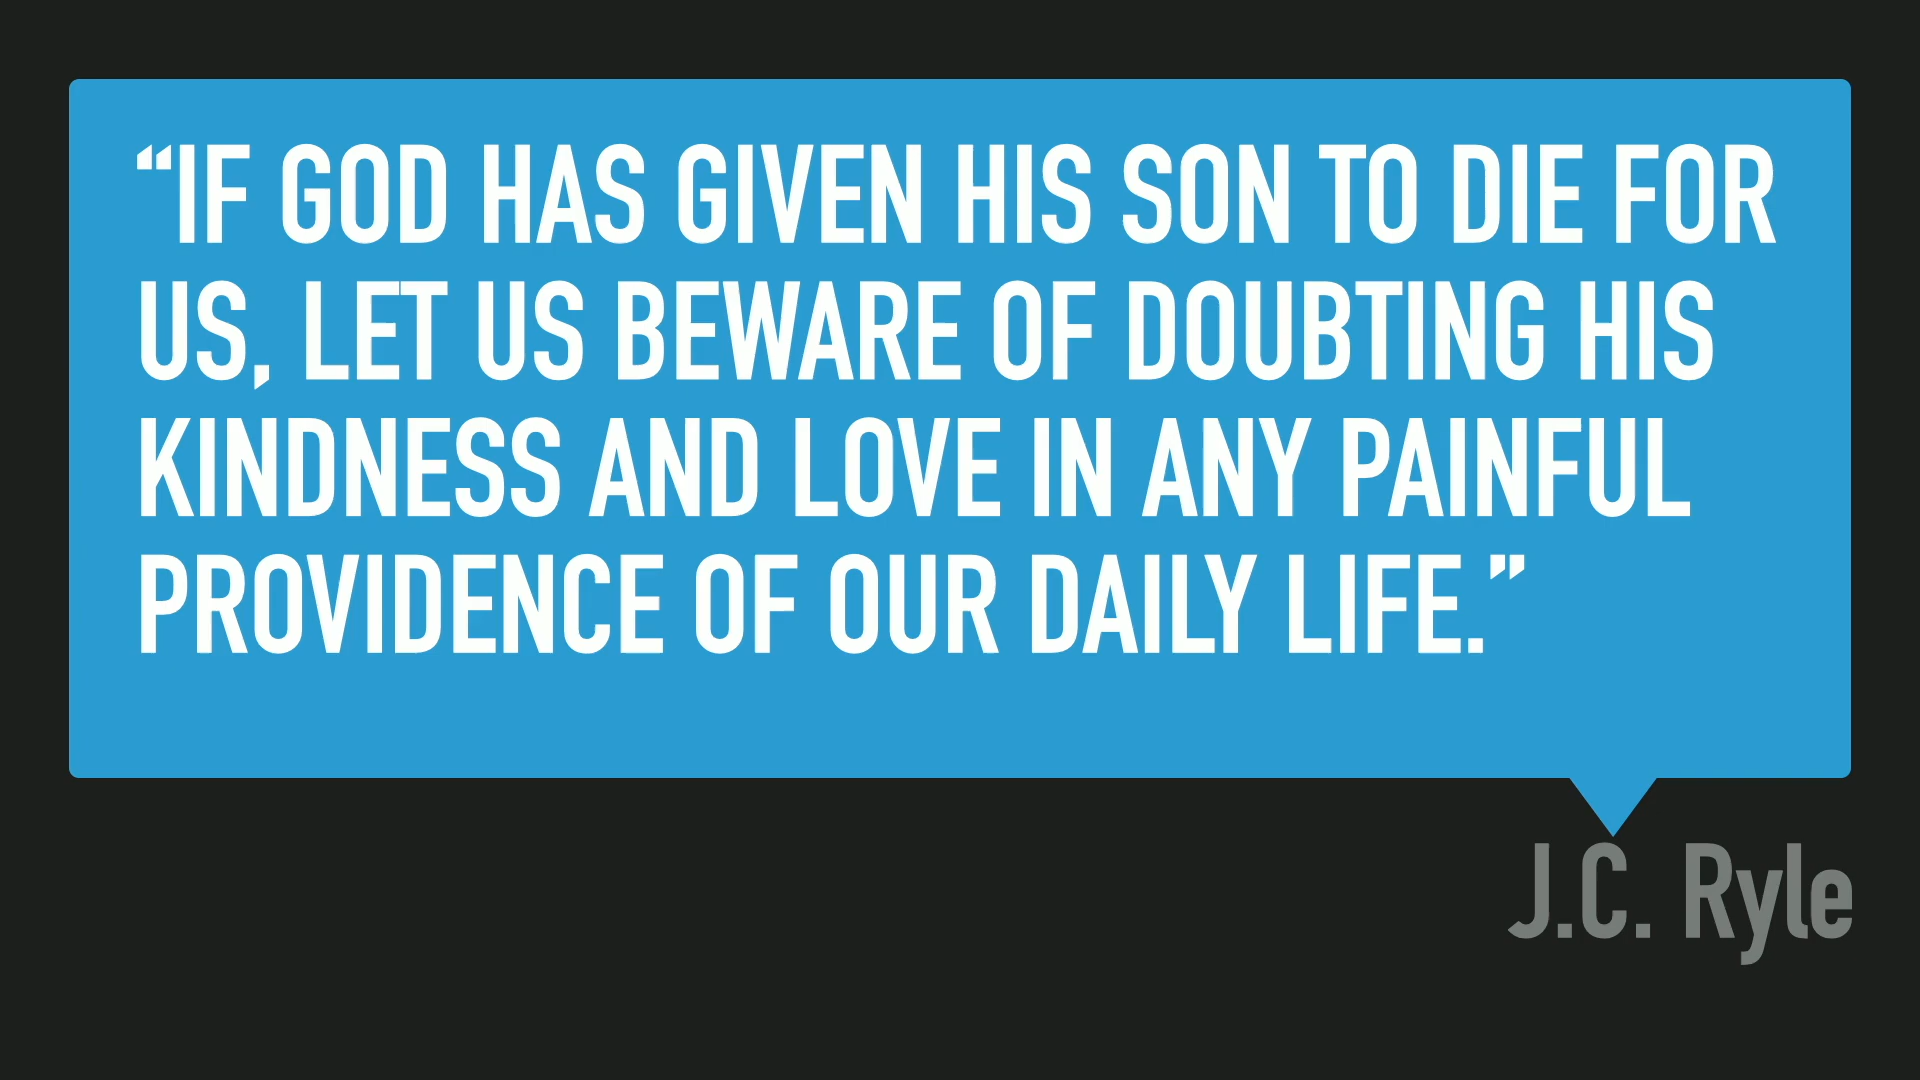 “IF GOD HAS GIVEN HIS SON TO DIE FOR
US, LET US BEWARE OF DOUBTING HIS
KINDNESS AND LOVE IN ANY PAINFUL
PROVIDENCE OF OUR DAILY LIFE.”
J.C. Ryle